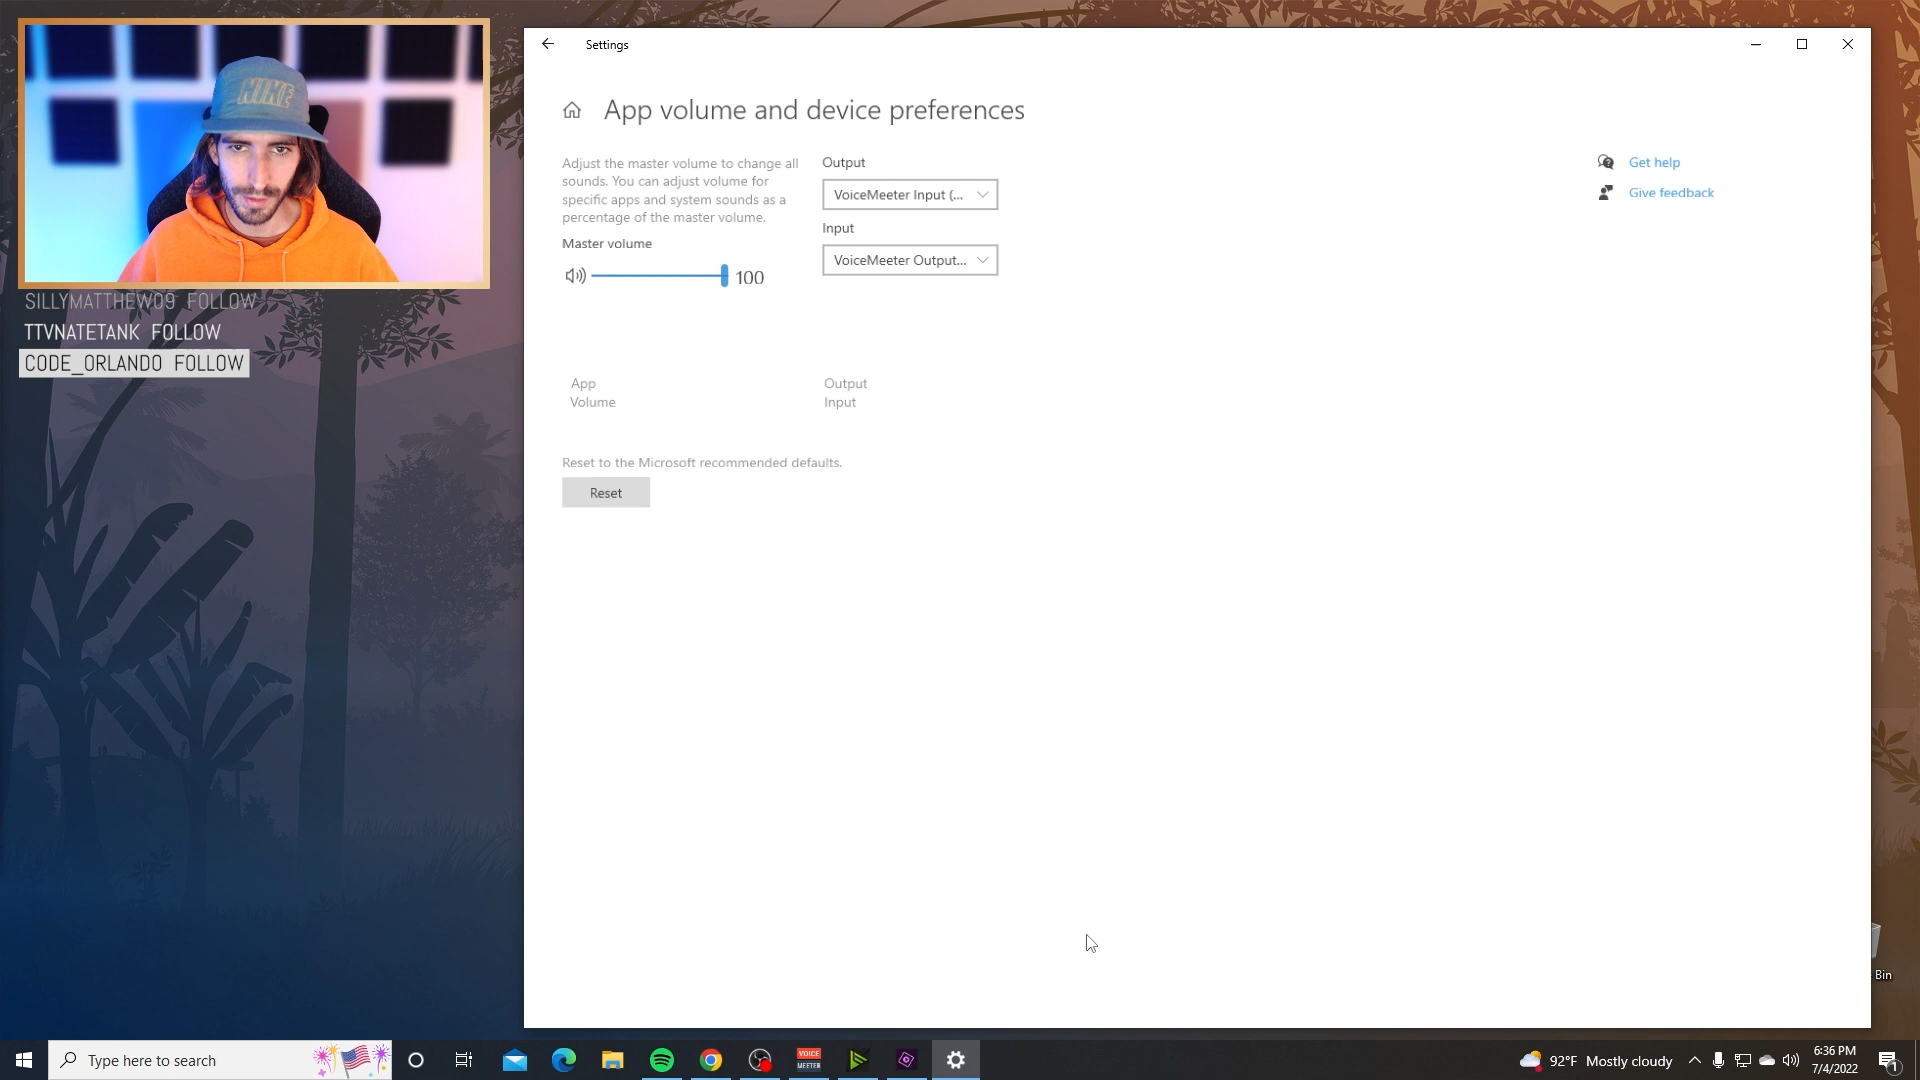 Settings
App volume and device preferences
Adjust the master volume to change all
sounds. You can adjust volume for
specific apps and system sounds as a
percentage of the master volume.
Master volume
100
Output
VoiceMeeter Input (...
Input
VoiceMeeter Output...
Get help
Give feedback
App
Volume
Output
Input
Reset to the Microsoft recommended defaults.
Reset
NIKE
SILLYMATTHEW09 FOLLOW
TTVNATETANK FOLLOW
CODE_ORLANDO FOLLOW
Bin
Type here to search
VOICE
MEETER
92°F Mostly cloudy
6:36 PM
7/4/2022
1